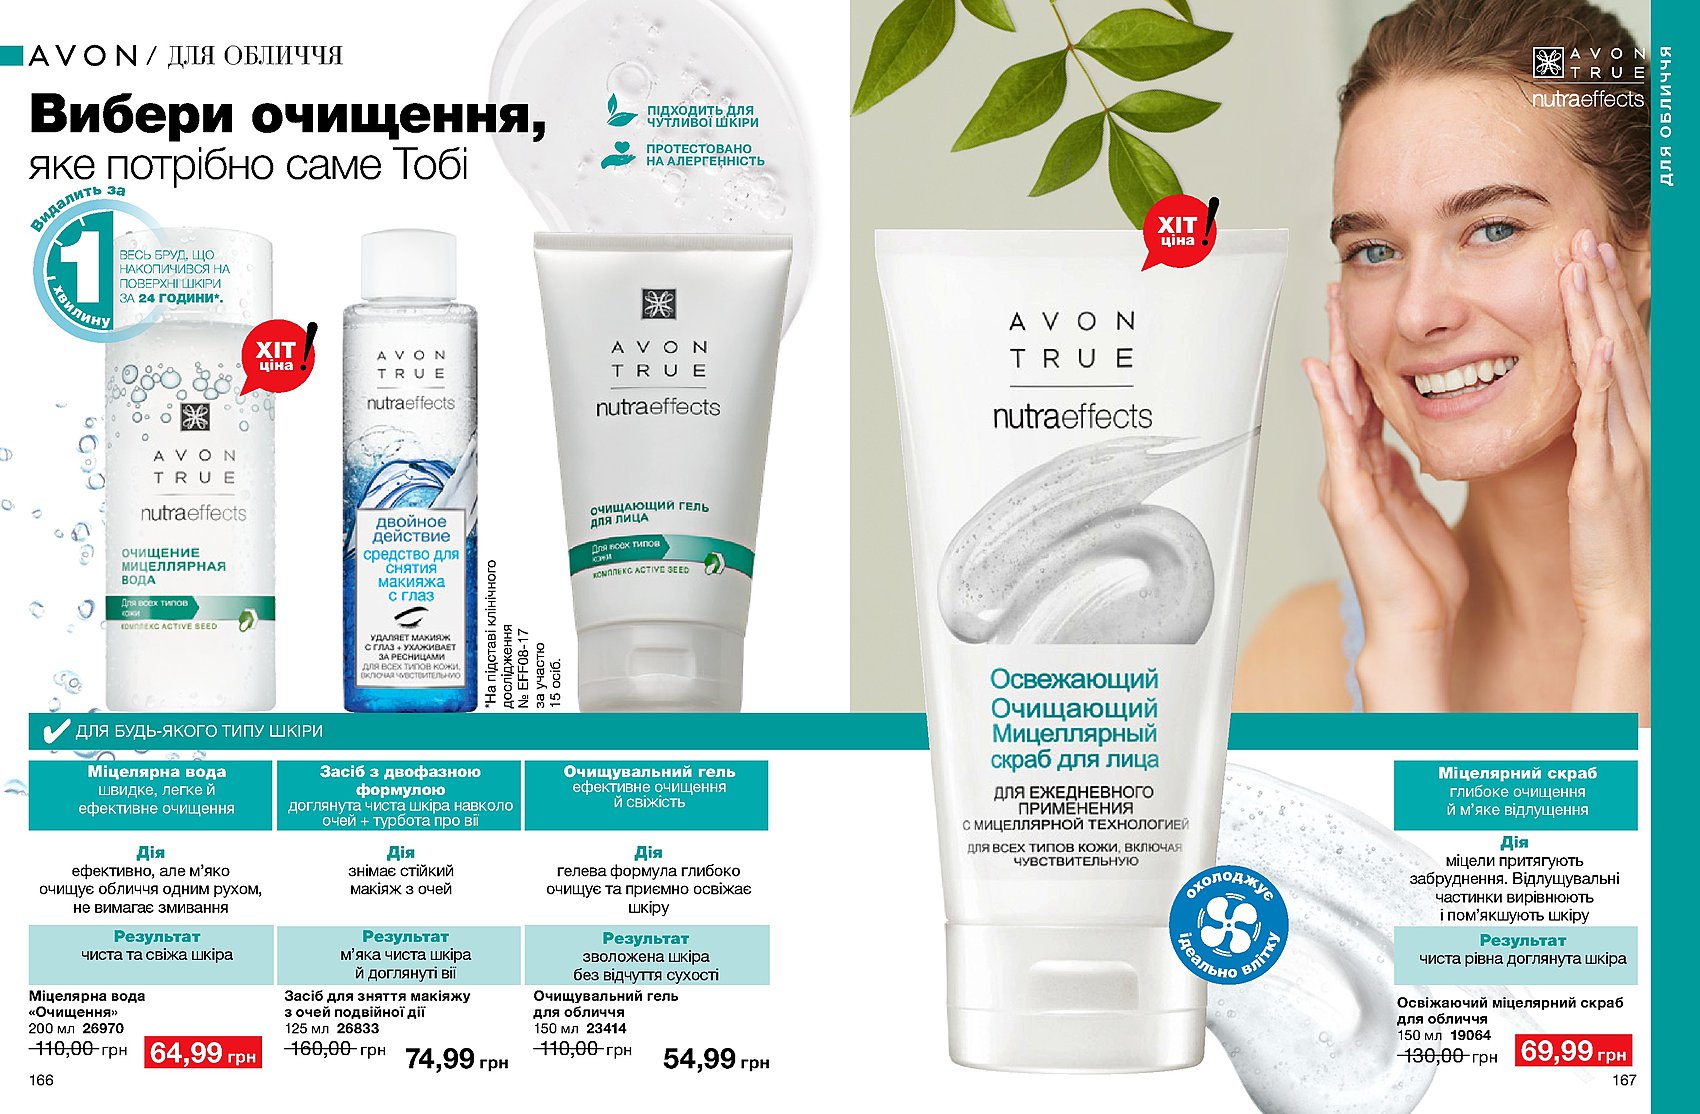 AVON / ДЛЯ ОБЛИЧЧЯ
Вибери очищення,
яке потрібно саме Тобі
ПІДХОДИТЬ ДЛЯ
ЧУТЛИВОЇ ШКІРИ
ПРОТЕСТОВАНО
НА АЛЕРГЕННІСТЬ
Видалить за
1
хвилину
ВЕСЬ БРУД, ЩО
НАКОПИЧИВСЯ НА
ПОВЕРХНІ ШКІРИ
ЗА 24 ГОДИНИ*.
ХІТ
ціна!
AVON
TRUE
nutraeffects
ОЧИЩЕНИЕ
МИЦЕЛЛЯРНАЯ
ВОДА
Для всех типов
кожи
КОМПЛЕКС ACTIVE SEED
AVON
TRUE
nutraeffects
ДВОЙНОЕ
ДЕЙСТВИЕ
СРЕДСТВО ДЛЯ
СНЯТИЯ
МАКИЯЖА
С ГЛАЗ
УДАЛЯЕТ МАКИЯЖ
С ГЛАЗ + УХАЖИВАЕТ
ЗА РЕСНИЦАМИ
ДЛЯ ВСЕХ ТИПОВ КОЖИ,
ВКЛЮЧАЯ ЧУВСТВИТЕЛЬНУЮ
*На підставі клінічного
дослідження
№ EFF08-17
за участю
15 осіб.
AVON
TRUE
nutraeffects
ОЧИЩАЮЩИЙ ГЕЛЬ
ДЛЯ ЛИЦА
Для всех типов
кожи
КОМПЛЕКС ACTIVE SEED
ДЛЯ БУДЬ-ЯКОГО ТИПУ ШКІРИ
Міцелярна вода
швидке, легке й
ефективне очищення
Дія
ефективно, але м’яко
очищує обличчя одним рухом,
не вимагає змивання
Результат
чиста та свіжа шкіра
Міцелярна вода
«Очищення»
200 мл 26970
110,00 грн
64,99 грн
Засіб з двофазною
формулою
доглянута чиста шкіра навколо
очей + турбота про вії
Дія
знімає стійкий
макіяж з очей
Результат
м’яка чиста шкіра
й доглянуті вії
Засіб для зняття макіяжу
з очей подвійної дії
125 мл 26833
160,00 грн
74,99 грн
Очищувальний гель
ефективне очищення
й свіжість
Дія
гелева формула глибоко
очищує та приємно освіжає
шкіру
Результат
зволожена шкіра
без відчуття сухості
Очищувальний гель
для обличчя
150 мл 23414
110,00 грн
54,99 грн
166
AVON
TRUE
nutraeffects
ДЛЯ ОБЛИЧЧЯ
ХІТ
ціна!
AVON
TRUE
nutraeffects
Освежающий
Очищающий
Мицеллярный
скраб для лица
ДЛЯ ЕЖЕДНЕВНОГО
ПРИМЕНЕНИЯ
С МИЦЕЛЛЯРНОЙ ТЕХНОЛОГИЕЙ
ДЛЯ ВСЕХ ТИПОВ КОЖИ, ВКЛЮЧАЯ
ЧУВСТВИТЕЛЬНУЮ
охолоджує
ідеально влітку
Міцелярний скраб
глибоке очищення
й м’яке відлущення
Дія
міцели притягують
забруднення. Відлущувальні
частинки вирівнюють
і пом’якшують шкіру
Результат
чиста рівна доглянута шкіра
Освіжаючий міцелярний скраб
для обличчя
150 мл 19064
130,00 грн
69,99 грн
167